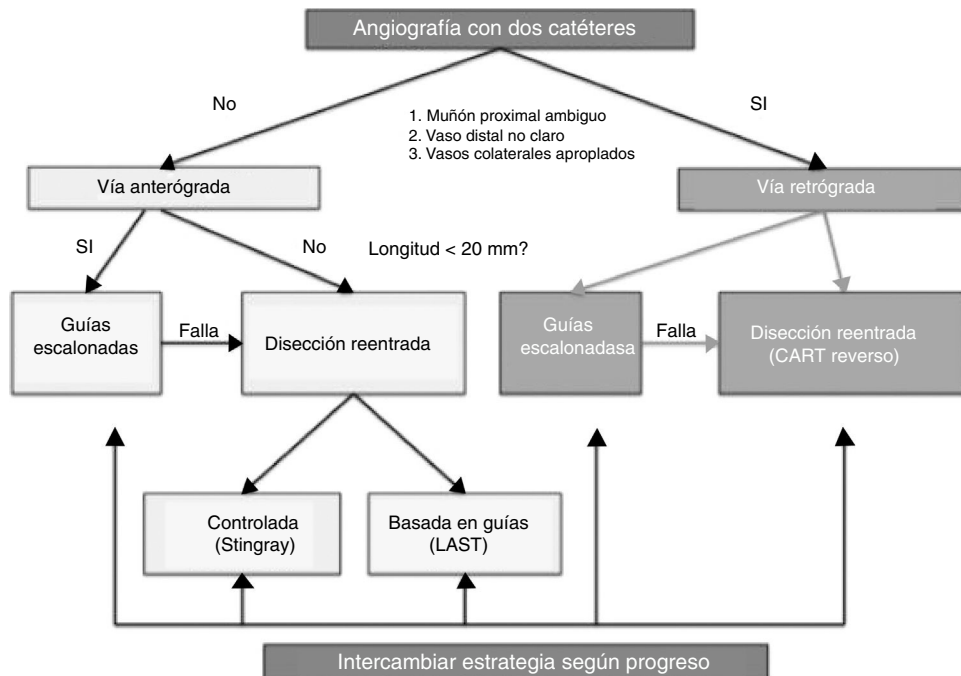 Angiografía con dos catéteres
No
SI
1. Muñón proximal ambiguo
2. Vaso distal no claro
3. Vasos colaterales aproplados
Vía anterógrada
Vía retrógrada
SI
No
Longitud < 20 mm?
Guías
escalonadas
Falla
Disección reentrada
Guías
escalonadasa
Falla
Disección reentrada
(CART reverso)
Controlada
(Stingray)
Basada en guías
(LAST)
Intercambiar estrategia según progreso